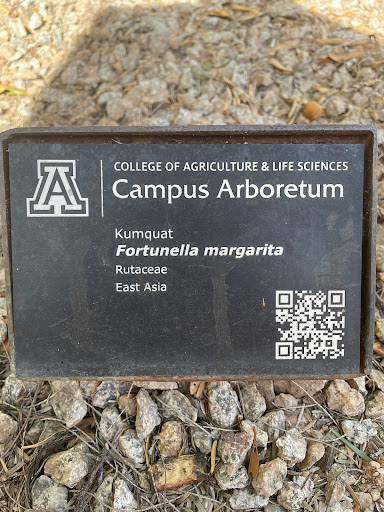 A
COLLEGE OF AGRICULTURE & LIFE SCIENCES
Campus Arboretum
Kumquat
Fortunella margarita
Rutaceae
East Asia